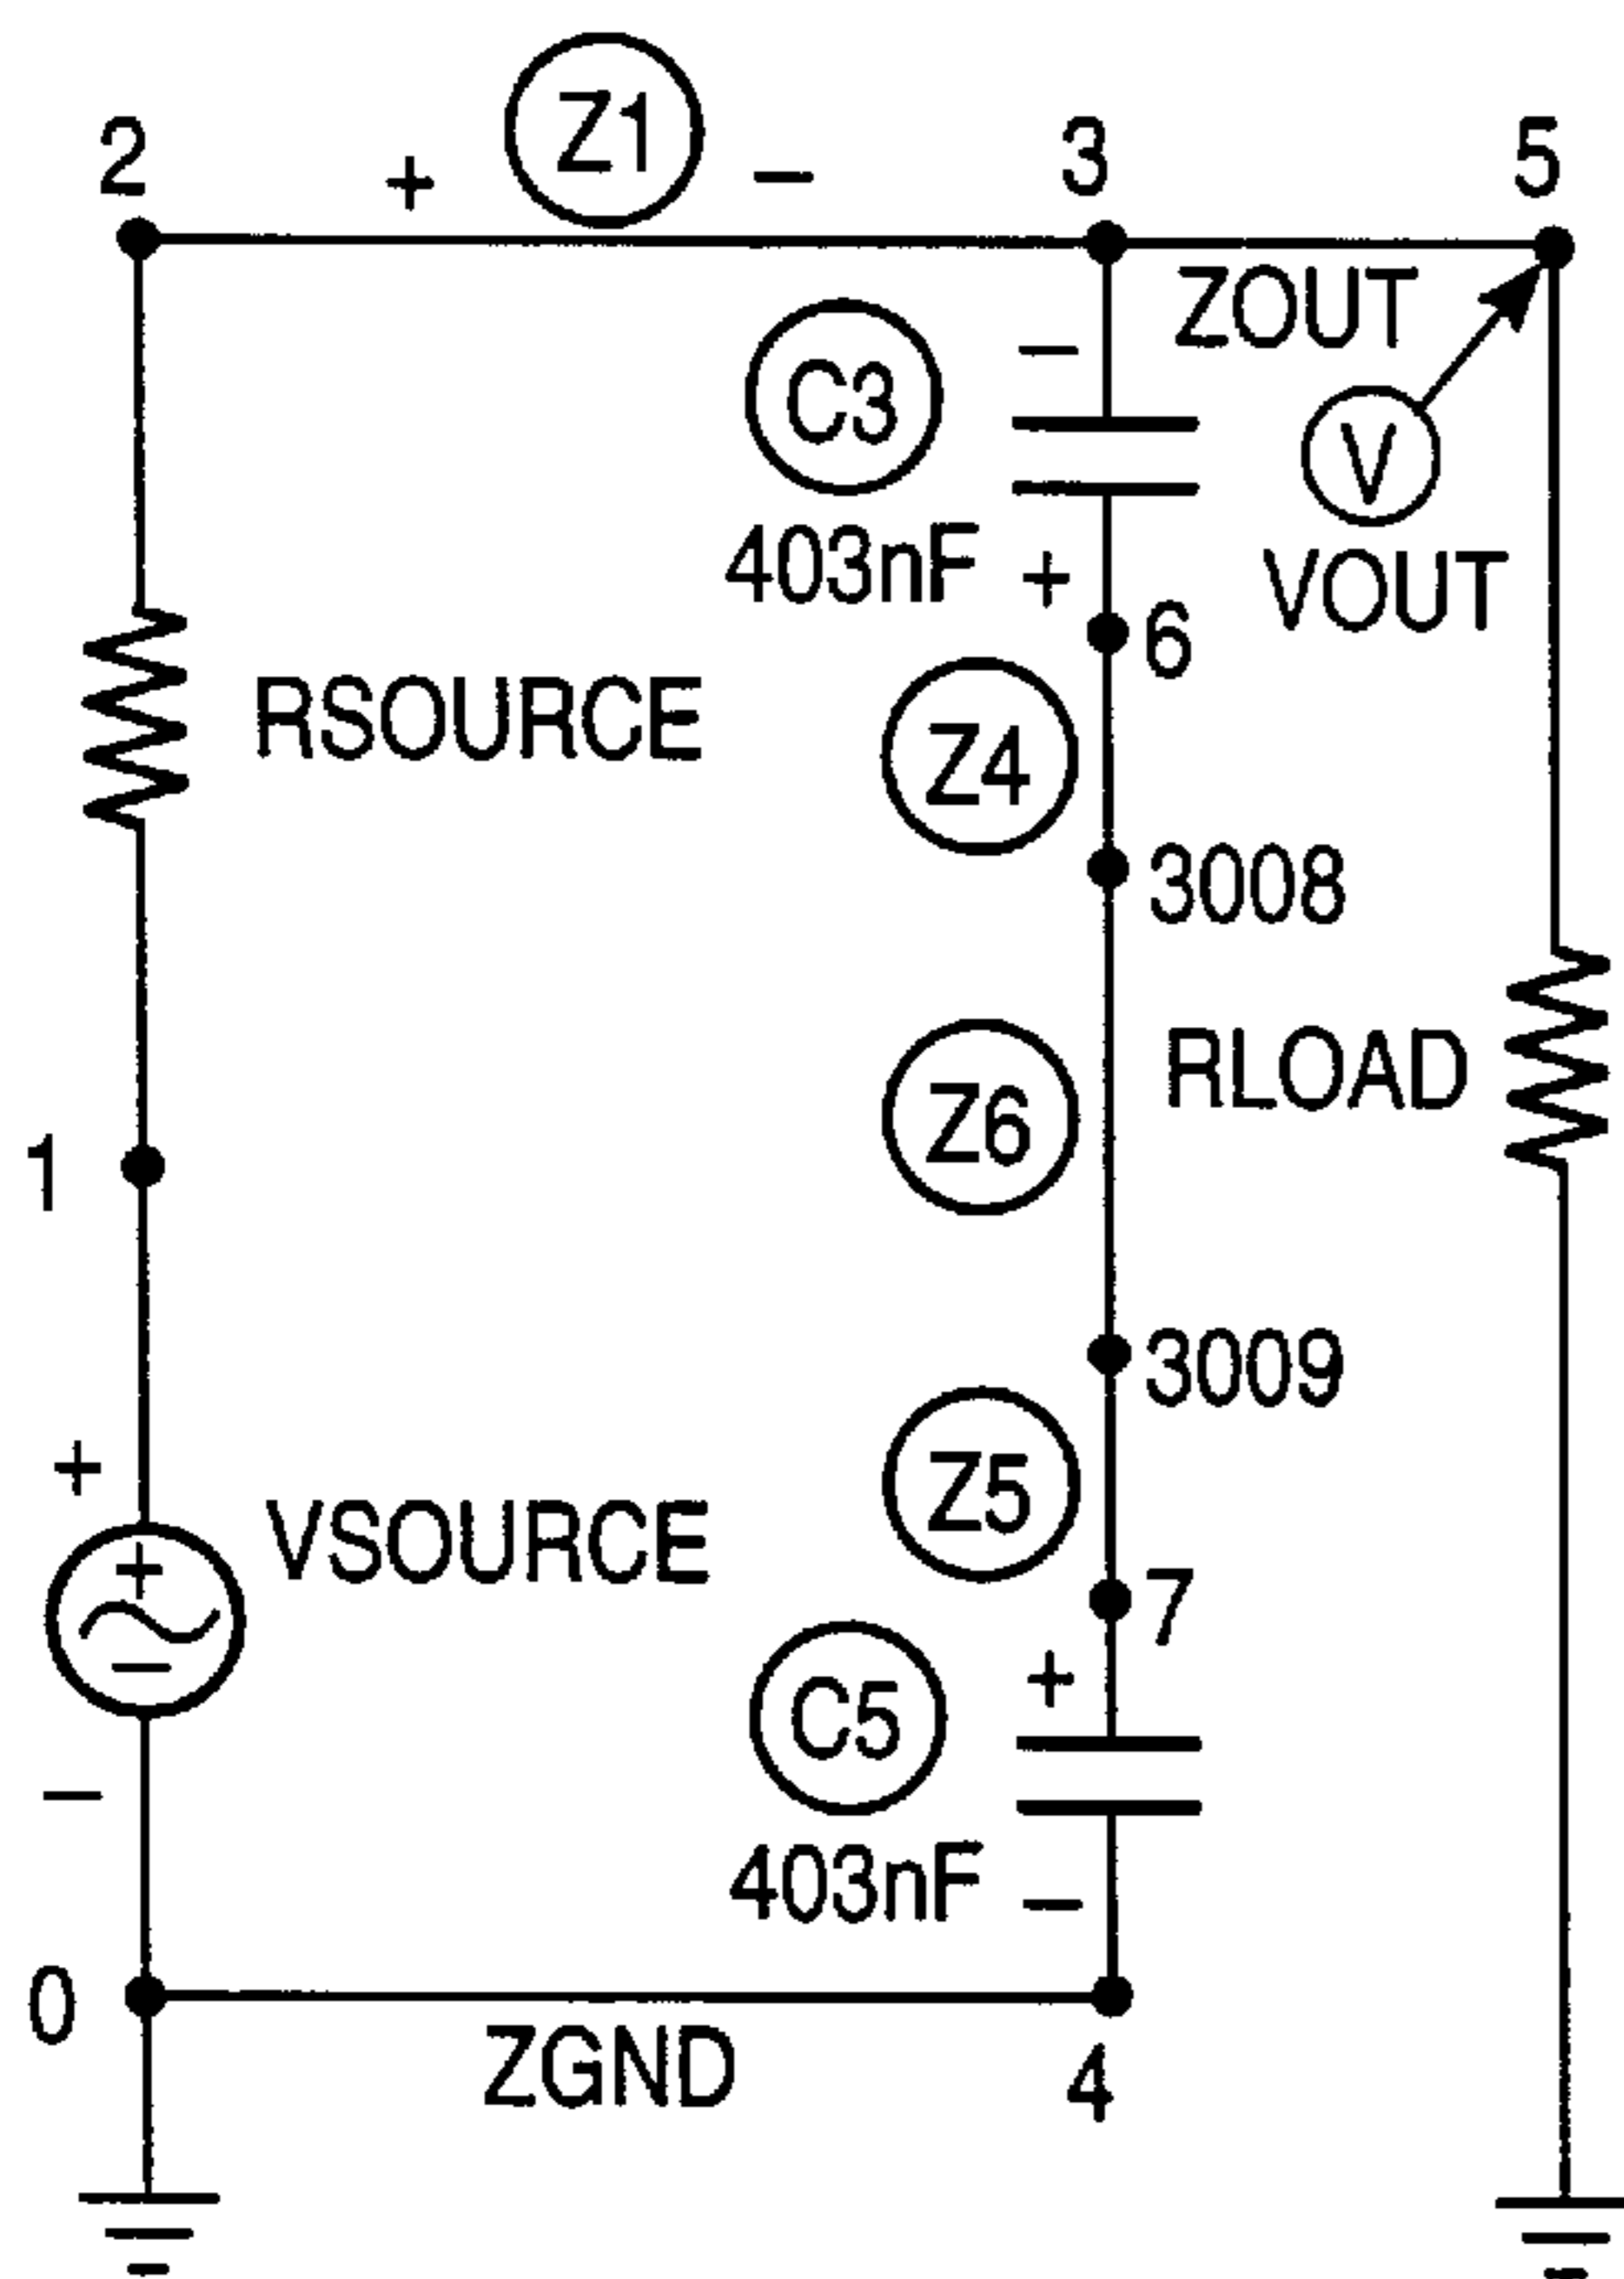 Z1
2 + − 3 5
ZOUT
−
C3
V
403nF + VOUT
6
RSOURCE
Z4
3008
Z6 RLOAD
1
3009
+
Z5
VSOURCE
+
7
−
+
C5
−
403nF −
0
ZGND 4